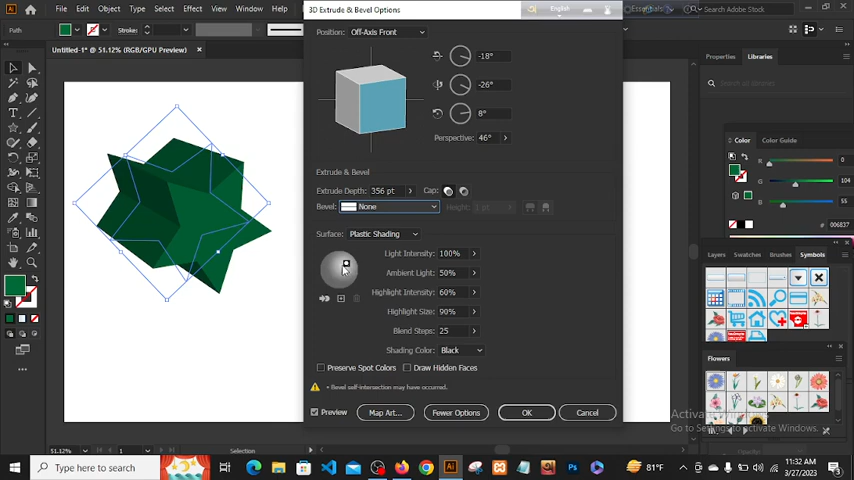 3D Extrude & Bevel Options
English
Essentials
Search Adobe Stock
File
Edit
Object
Type
Select
Effect
View
Window
Path
Stroke:
Untitled-1* @ 51.12% (RGB/GPU Preview)
Position: Off-Axis Front
-18°
-26°
8°
Perspective: 46°
Extrude & Bevel
Extrude Depth: 356 pt
Cap:
Bevel: None
Height: 1 pt
Surface: Plastic Shading
Light Intensity: 100%
Ambient Light: 50%
Highlight Intensity: 60%
Highlight Size: 90%
Blend Steps: 25
Shading Color: Black
Preserve Spot Colors
Draw Hidden Faces
• Bevel self-intersection may have occurred.
Preview
Map Art...
Fewer Options
OK
Cancel
Properties
Libraries
Color
Color Guide
R
0
G
104
B
55
# 006837
Layers
Swatches
Brushes
Symbols
Flowers
Activate Windows
Go to Settings to activate Windows.
51.12%
1
Selection
Type here to search
81°F
11:32 AM
3/27/2023